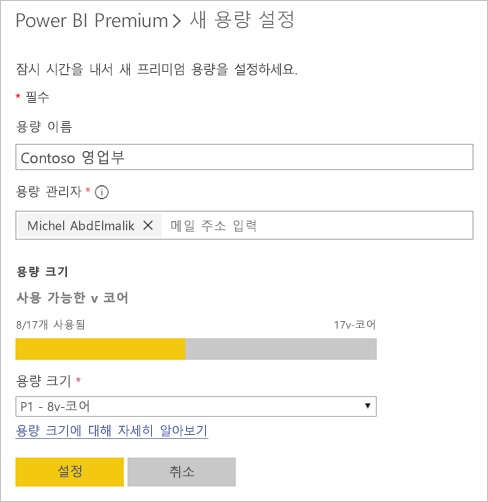 Power BI Premium > 새 용량 설정
잠시 시간을 내서 새 프리미엄 용량을 설정하세요.
* 필수
용량 이름
Contoso 영업부
용량 관리자 *
Michel AbdElmalik × 메일 주소 입력
용량 크기
사용 가능한 v 코어
8/17개 사용됨 17v-코어
용량 크기 *
P1 - 8v-코어
용량 크기에 대해 자세히 알아보기
설정 취소